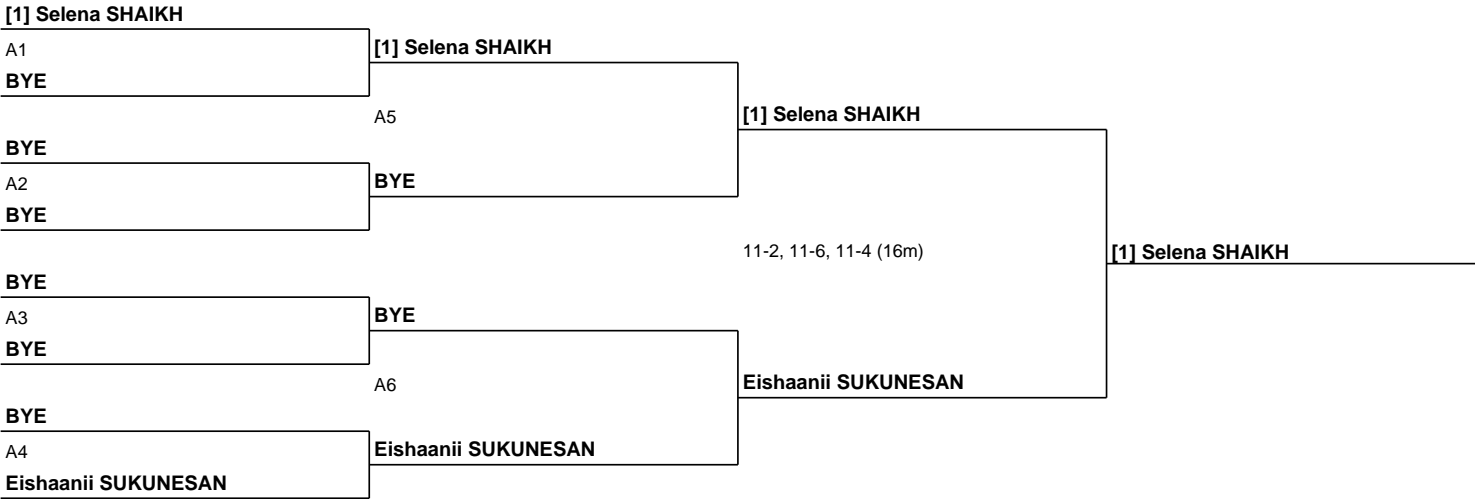 [1] Selena SHAIKH
A1
BYE
[1] Selena SHAIKH
A5
BYE
A2
BYE
BYE
[1] Selena SHAIKH
11-2, 11-6, 11-4 (16m)
[1] Selena SHAIKH
BYE
A3
BYE
BYE
A6
BYE
A4
Eishaanii SUKUNESAN
Eishaanii SUKUNESAN
Eishaanii SUKUNESAN